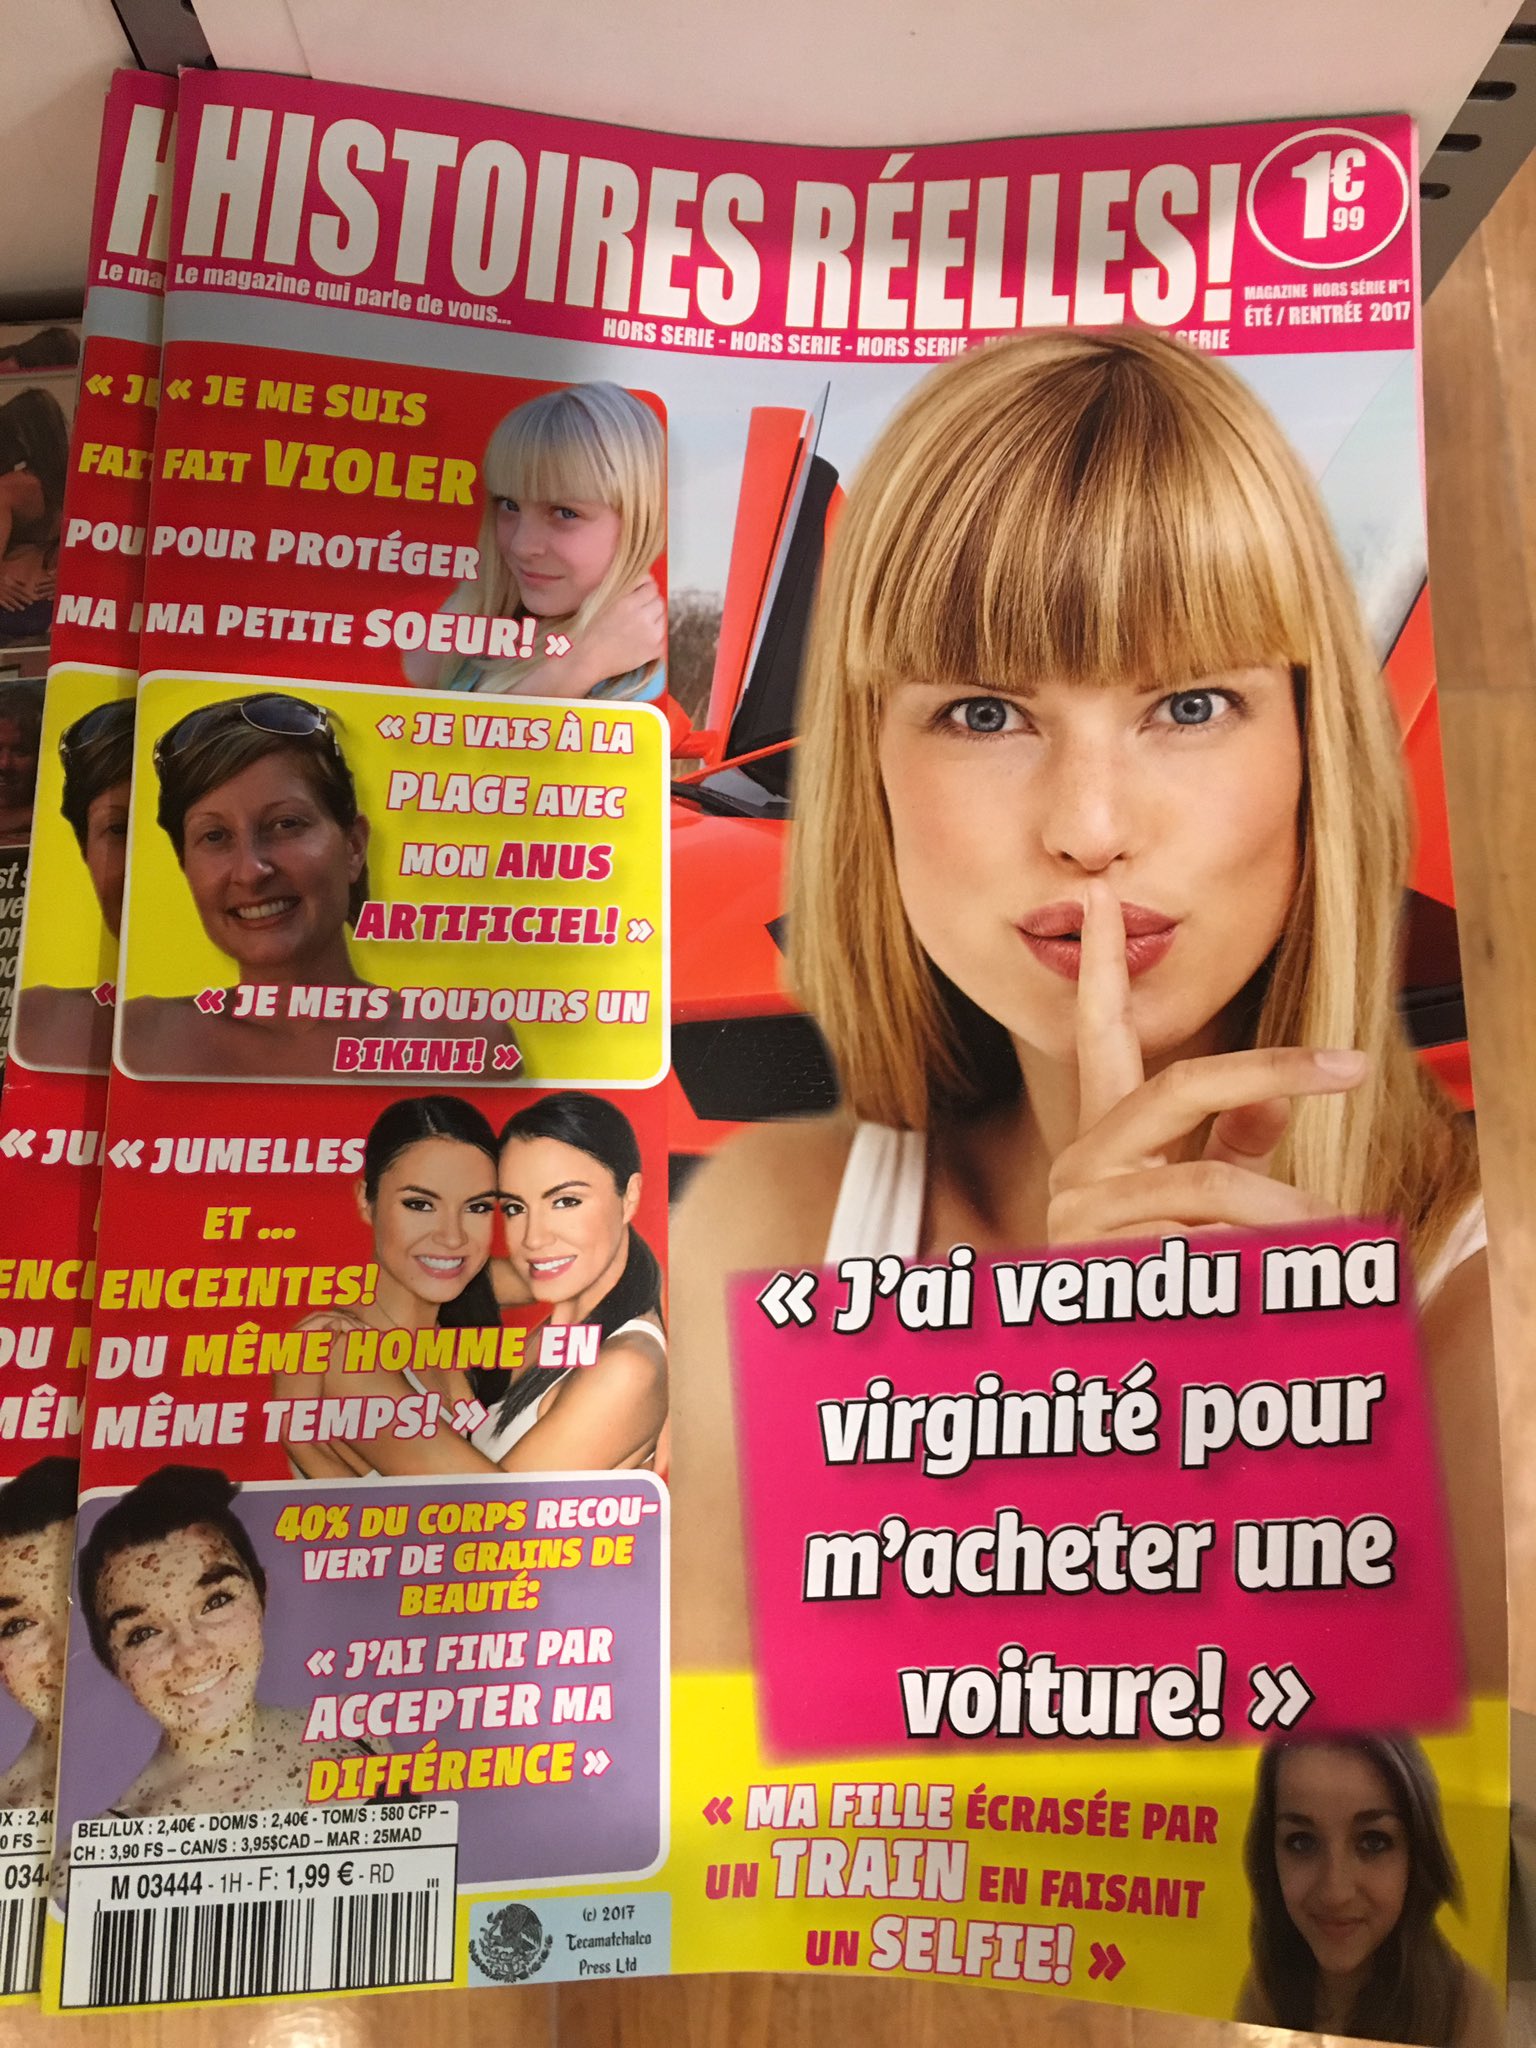 HISTOIRES RÉELLES!
1€99
Le magazine qui parle de vous...
HORS SERIE - HORS SERIE - HORS SERIE -
SERIE
MAGAZINE HORS SÉRIE N°1
ÉTÉ / RENTRÉE 2017
« JE ME SUIS
FAIT VIOLER
POUR PROTÉGER
MA PETITE SOEUR! »
« JE VAIS À LA
PLAGE AVEC
MON ANUS
ARTIFICIEL! »
« JE METS TOUJOURS UN
BIKINI! »
« JUMELLES
ET ...
ENCEINTES!
DU MÊME HOMME EN
MÊME TEMPS! »
40% DU CORPS RECOU-
VERT DE GRAINS DE
BEAUTÉ:
« J'AI FINI PAR
ACCEPTER MA
DIFFÉRENCE »
« J'ai vendu ma
virginité pour
m'acheter une
voiture! »
« MA FILLE ÉCRASÉE PAR
UN TRAIN EN FAISANT
UN SELFIE! »
BEL/LUX : 2,40€ - DOM/S : 2,40€ - TOM/S : 580 CFP –
CH : 3,90 FS – CAN/S : 3,95$CAD – MAR : 25MAD
M 03444 - 1H - F: 1,99 € - RD
(c) 2017
Tecamatchalco
Press Ltd